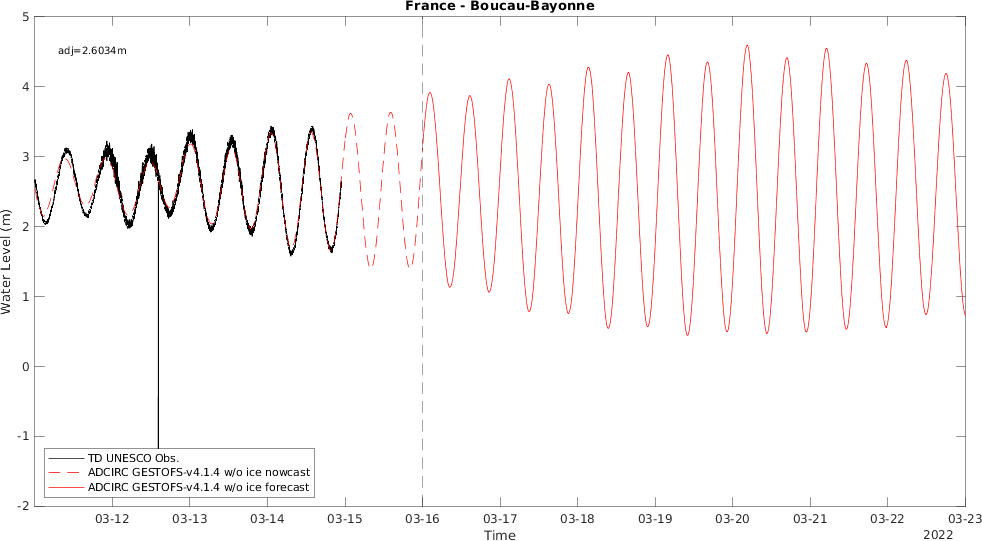 France - Boucau-Bayonne
adj=2.6034m
5
4
3
2
1
0
-1
-2
Water Level (m)
TD UNESCO Obs.
ADCIRC GESTOFS-v4.1.4 w/o ice nowcast
ADCIRC GESTOFS-v4.1.4 w/o ice forecast
03-12 03-13 03-14 03-15 03-16 03-17 03-18 03-19 03-20 03-21 03-22 03-23
Time
2022